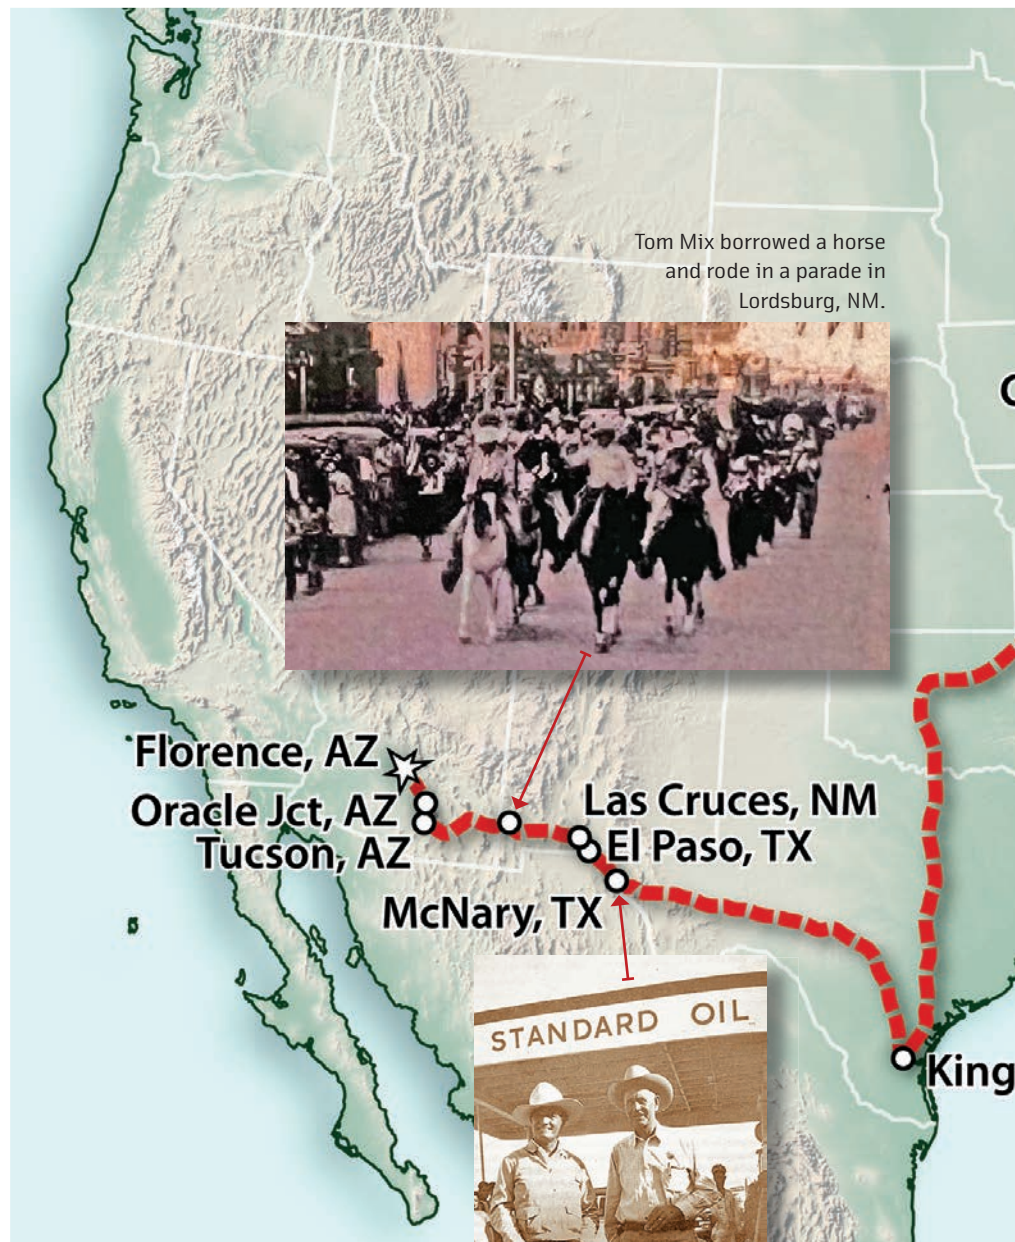 Tom Mix borrowed a horse
and rode in a parade in
Lordsburg, NM.
Florence, AZ
Oracle Jct, AZ
Las Cruces, NM
Tucson, AZ
El Paso, TX
McNary, TX
STANDARD OIL
King